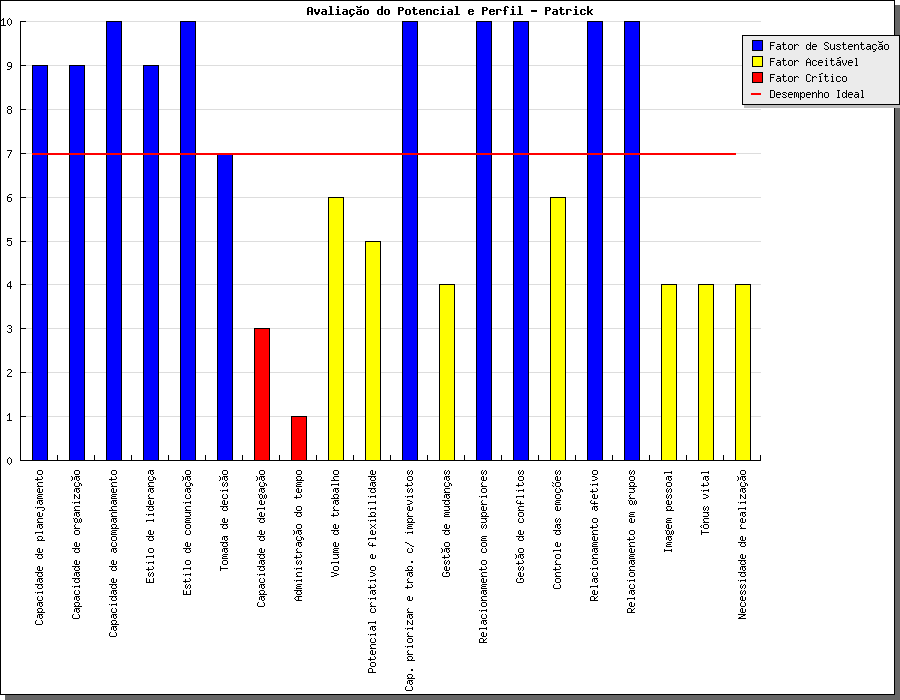 Avaliação do Potencial e Perfil - Patrick
Fator de Sustentação
Fator Aceitável
Fator Crítico
Desempenho Ideal
10
9
8
7
6
5
4
3
2
1
0
Capacidade de planejamento
Capacidade de organização
Capacidade de acompanhamento
Estilo de liderança
Estilo de comunicação
Tomada de decisão
Capacidade de delegação
Administração do tempo
Volume de trabalho
Potencial criativo e flexibilidade
Cap. priorizar e trab. c/ imprevistos
Gestão de mudanças
Relacionamento com superiores
Gestão de conflitos
Controle das emoções
Relacionamento afetivo
Relacionamento em grupos
Imagem pessoal
Tônus vital
Necessidade de realização